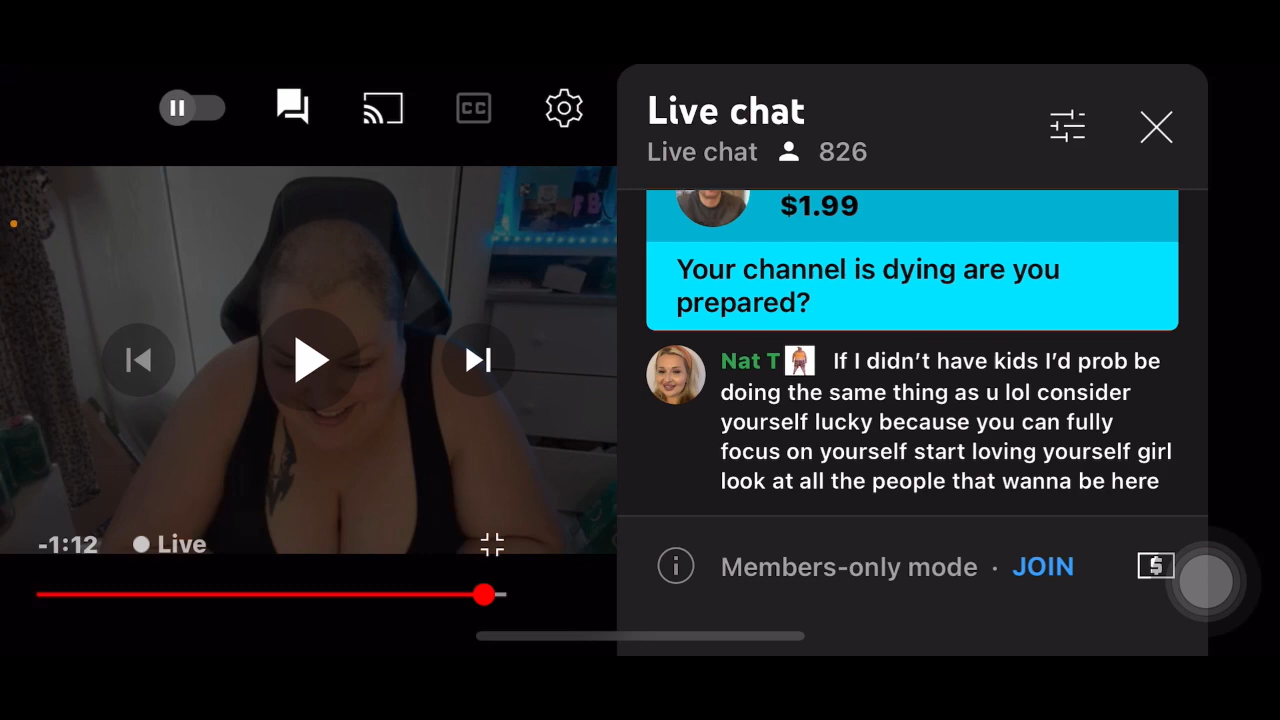 Live chat
Live chat 826
$1.99
Your channel is dying are you
prepared?
Nat T If I didn’t have kids I’d prob be
doing the same thing as u lol consider
yourself lucky because you can fully
focus on yourself start loving yourself girl
look at all the people that wanna be here
Members-only mode · JOIN
CC
-1:12 Live